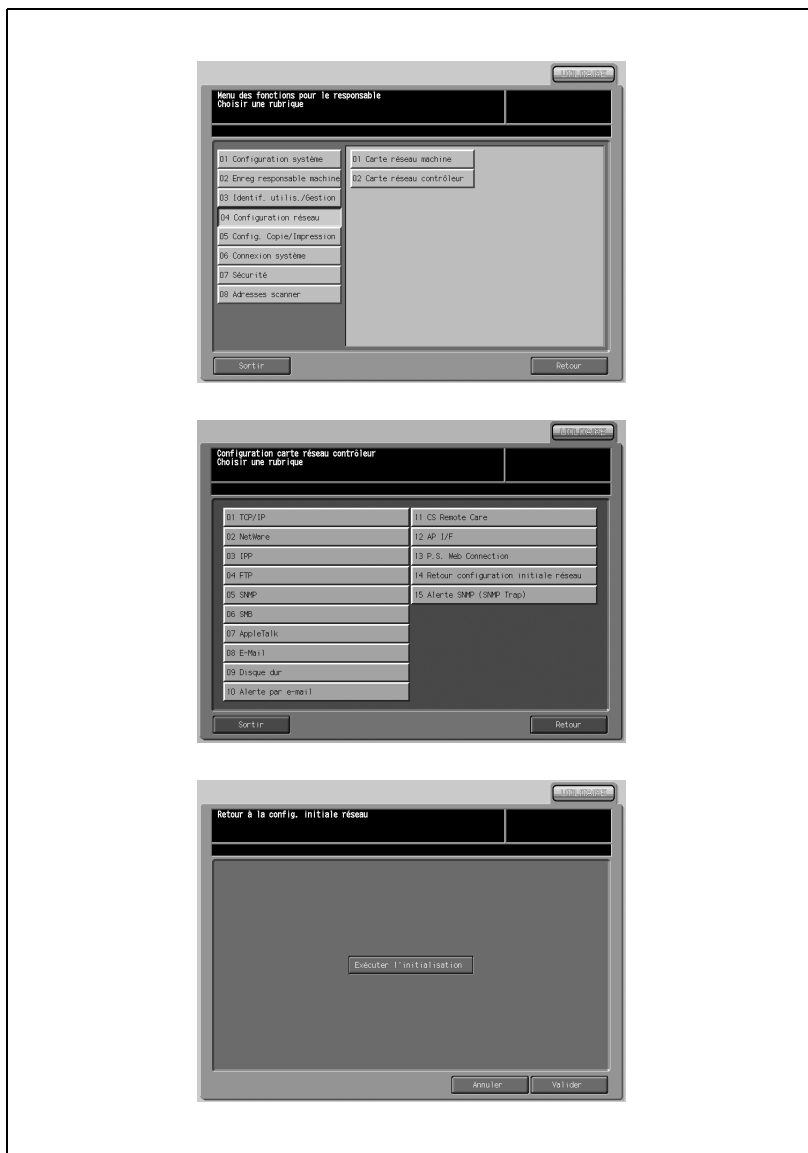 UTILITAIRE
Menu des fonctions pour le responsable
Choisir une rubrique
01 Configuration système
02 Enreg responsable machine
03 Identif. utilis./Gestion
04 Configuration réseau
05 Config. Copie/Impression
06 Connexion système
07 Sécurité
08 Adresses scanner
01 Carte réseau machine
02 Carte réseau contrôleur
Sortir
Retour
UTILITAIRE
Configuration carte réseau contrôleur
Choisir une rubrique
01 TCP/IP
02 NetWare
03 IPP
04 FTP
05 SNMP
06 SMB
07 AppleTalk
08 E-Mail
09 Disque dur
10 Alerte par e-mail
11 CS Remote Care
12 AP I/F
13 P.S. Web Connection
14 Retour configuration initiale réseau
15 Alerte SNMP (SNMP Trap)
Sortir
Retour
UTILITAIRE
Retour à la config. initiale réseau
Exécuter l'initialisation
Annuler
Valider